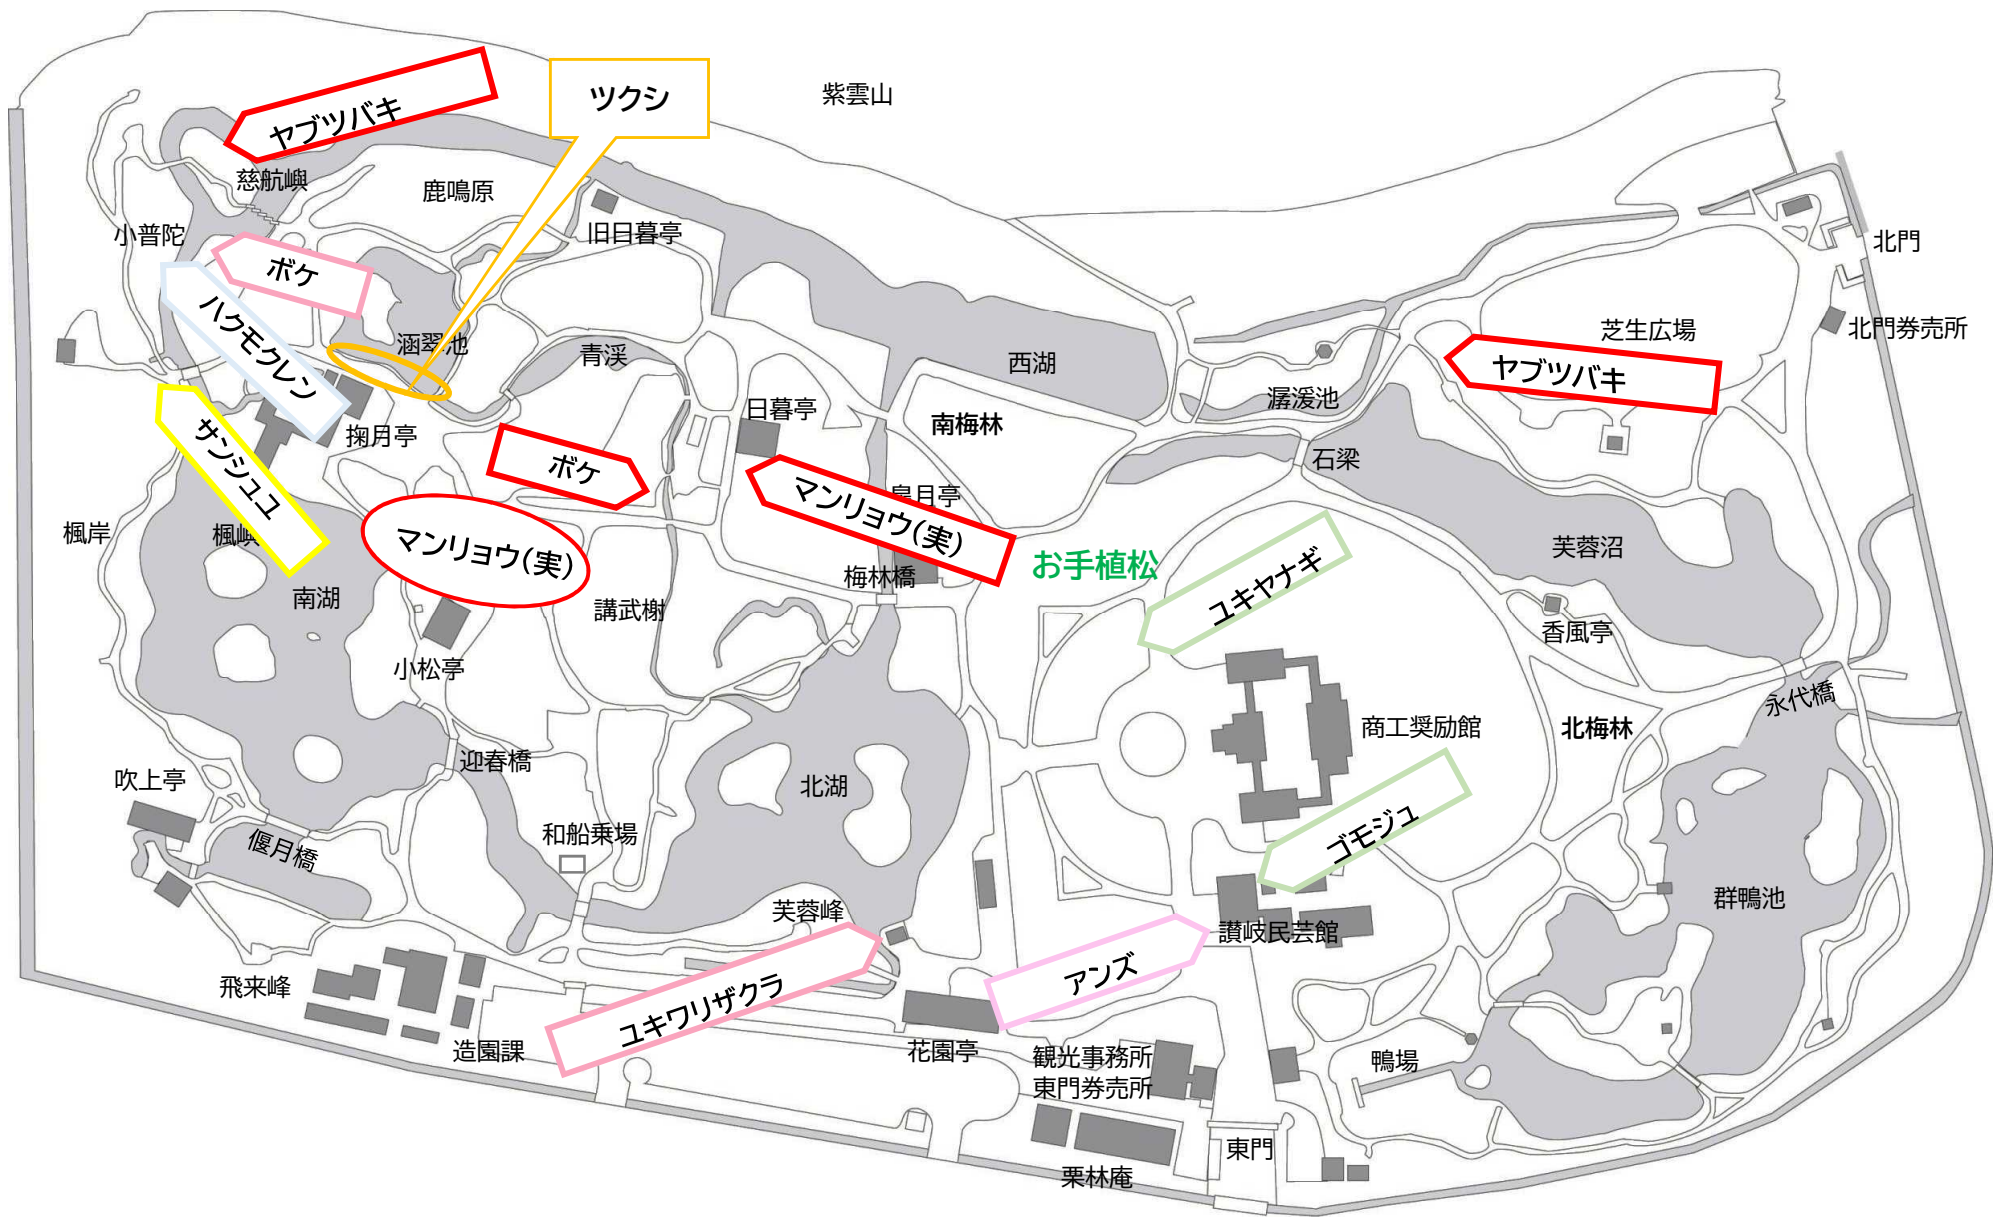 ツクシ
紫雲山
ヤブツバキ
慈航嶼
鹿鳴原
小普陀
旧日暮亭
北門
ボケ
ハクモクレン
涵翠池
青渓
西湖
芝生広場
北門券売所
ヤブツバキ
潺湲池
日暮亭
南梅林
サンシュユ
掬月亭
ボケ
石梁
マンリョウ(実)
皐月亭
楓岸
楓嶼
マンリョウ(実)
お手植松
芙蓉沼
ユキヤナギ
梅林橋
南湖
講武榭
香風亭
小松亭
永代橋
商工奨励館
北梅林
迎春橋
吹上亭
北湖
和船乗場
偃月橋
ゴモジュ
群鴨池
芙蓉峰
讃岐民芸館
飛来峰
ユキワリザクラ
アンズ
造園課
花園亭
観光事務所
東門券売所
鴨場
東門
栗林庵